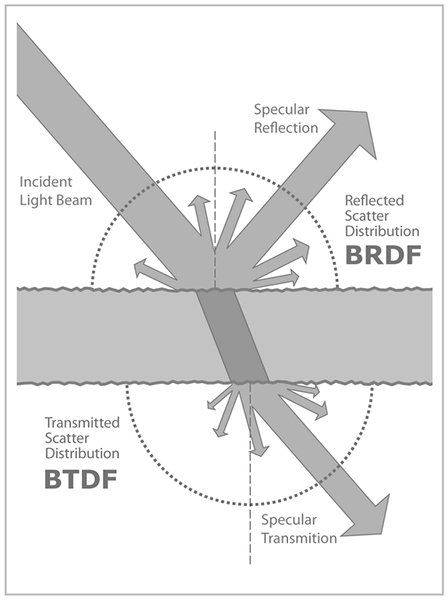 Specular
Reflection
Incident
Light Beam
Reflected
Scatter
Distribution
BRDF
Transmitted
Scatter
Distribution
BTDF
Specular
Transmition